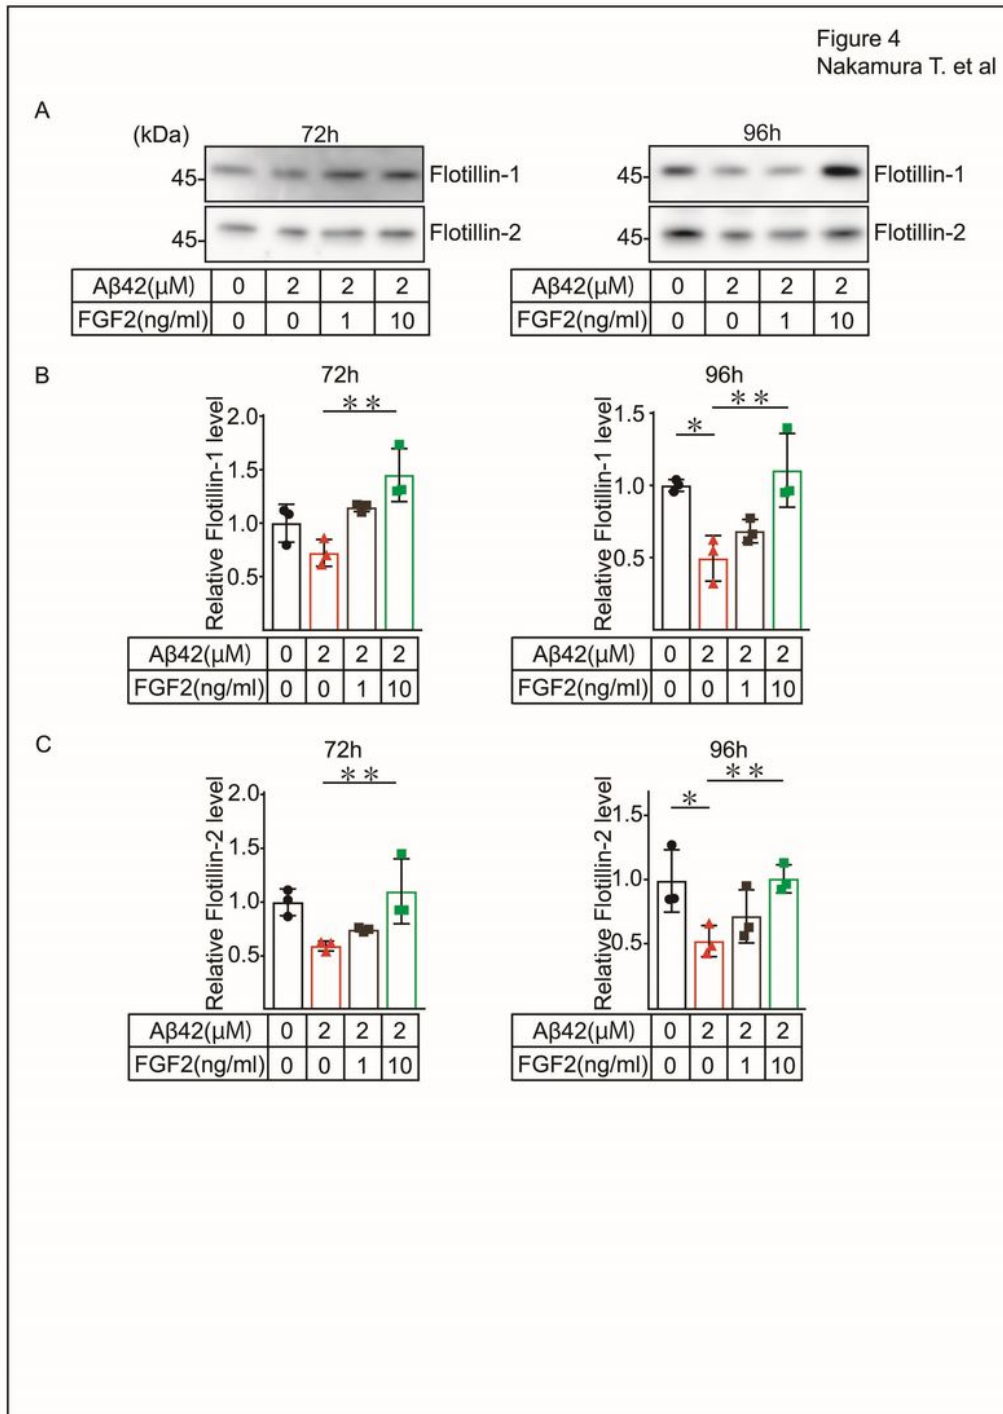 Figure 4
Nakamura T. et al
A
(kDa)
72h
45
Flotillin-1
45
Flotillin-2
Aβ42(μM) 0 2 2 2
FGF2(ng/ml) 0 0 1 10
96h
45
Flotillin-1
45
Flotillin-2
Aβ42(μM) 0 2 2 2
FGF2(ng/ml) 0 0 1 10
B
72h
**
Relative Flotillin-1 level
2.0
1.5
1.0
0.5
Aβ42(μM) 0 2 2 2
FGF2(ng/ml) 0 0 1 10
96h
* **
Relative Flotillin-1 level
1.5
1.0
0.5
Aβ42(μM) 0 2 2 2
FGF2(ng/ml) 0 0 1 10
C
72h
**
Relative Flotillin-2 level
2.0
1.5
1.0
0.5
Aβ42(μM) 0 2 2 2
FGF2(ng/ml) 0 0 1 10
96h
* **
Relative Flotillin-2 level
1.5
1.0
0.5
Aβ42(μM) 0 2 2 2
FGF2(ng/ml) 0 0 1 10